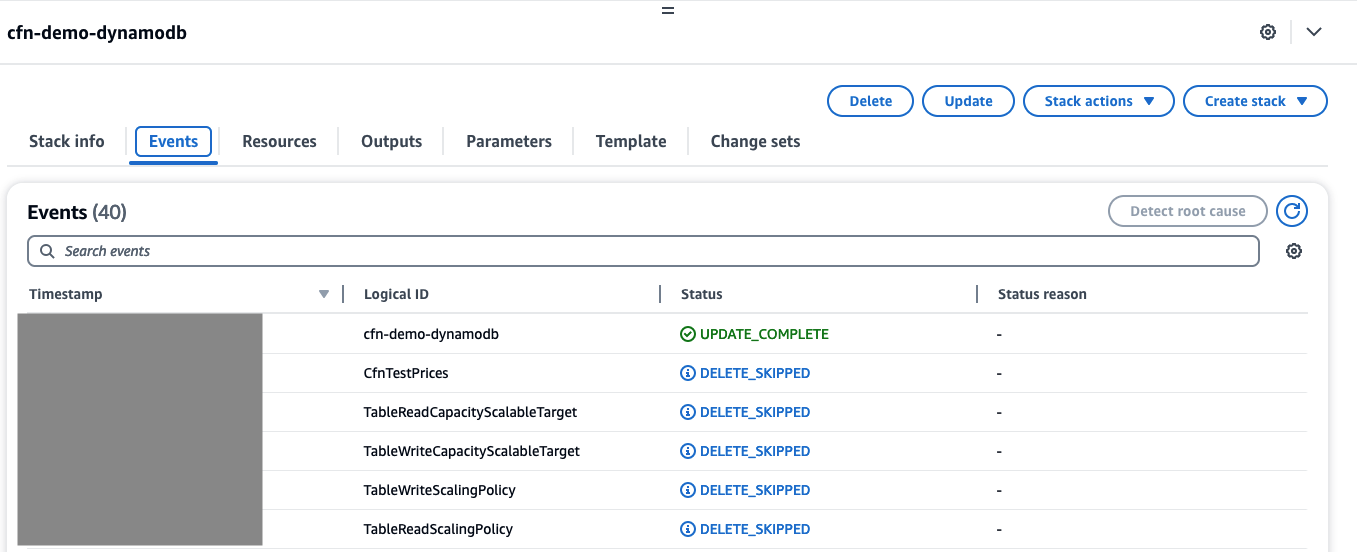 cfn-demo-dynamodb
Delete Update Stack actions Create stack
Stack info Events Resources Outputs Parameters Template Change sets
Events (40) Detect root cause
Search events
Timestamp Logical ID Status Status reason
cfn-demo-dynamodb UPDATE_COMPLETE -
CfnTestPrices DELETE_SKIPPED -
TableReadCapacityScalableTarget DELETE_SKIPPED -
TableWriteCapacityScalableTarget DELETE_SKIPPED -
TableWriteScalingPolicy DELETE_SKIPPED -
TableReadScalingPolicy DELETE_SKIPPED -